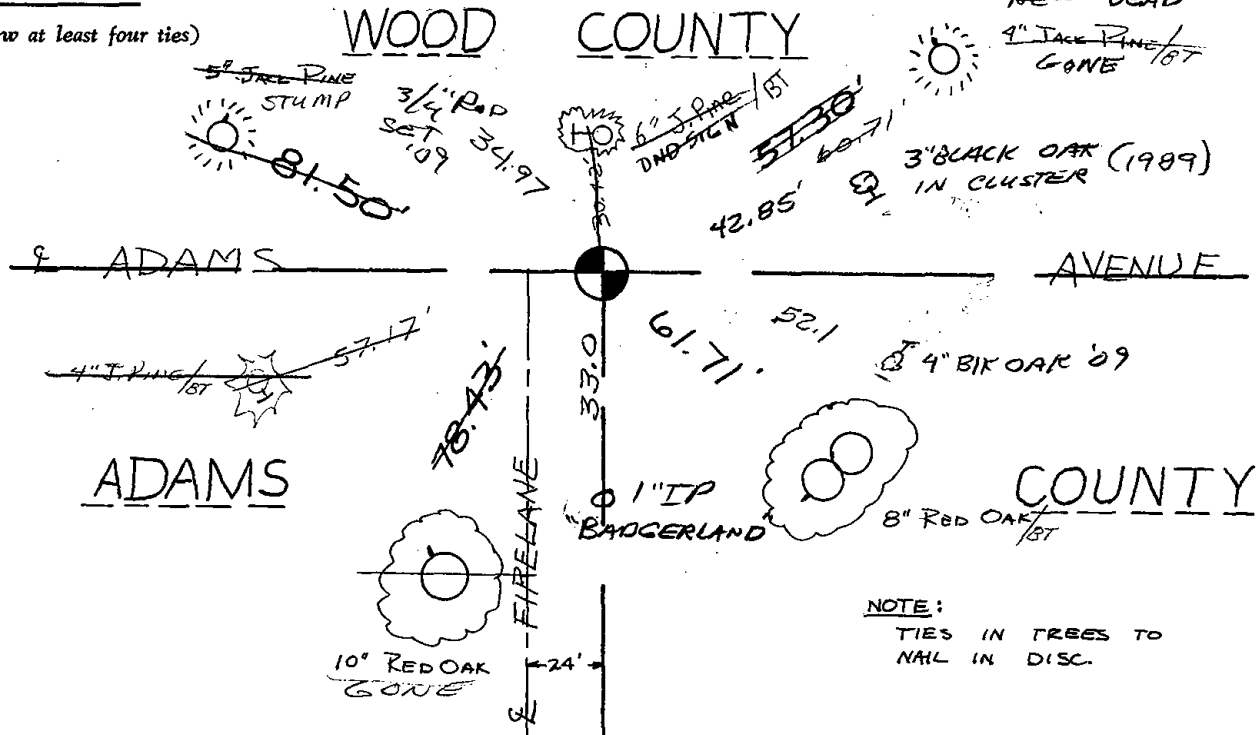 w at least four ties)
WOOD COUNTY
DEAD
4" JACK PINE/BT
GONE
5" JACK PINE
STUMP
3/4" ROD
SET '09
34.97
6" J. PINE/BT
DND SIGN
57.30'
60.71'
81.50'
3" BLACK OAK (1989)
IN CLUSTER
42.85'
℄ ADAMS AVENUE
57.17'
4" J. PINE/BT
78.43'
33.0
61.71'
52.1
4" BLK OAK '09
ADAMS COUNTY
FIRELANE
1" IP
"BADGERLAND"
8" RED OAK/BT
10" RED OAK
GONE
24'
℄
NOTE:
TIES IN TREES TO
NAIL IN DISC.